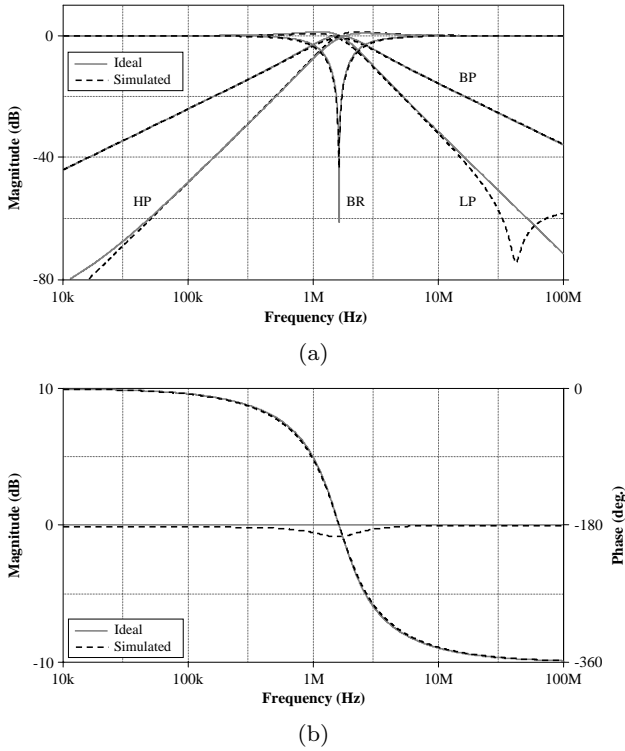 0
Ideal
Simulated
BP
-40
HP
BR
LP
-80
Magnitude (dB)
10k
100k
1M
10M
100M
Frequency (Hz)
(a)
10
0
-10
Magnitude (dB)
0
-180
-360
Phase (deg.)
Ideal
Simulated
10k
100k
1M
10M
100M
Frequency (Hz)
(b)